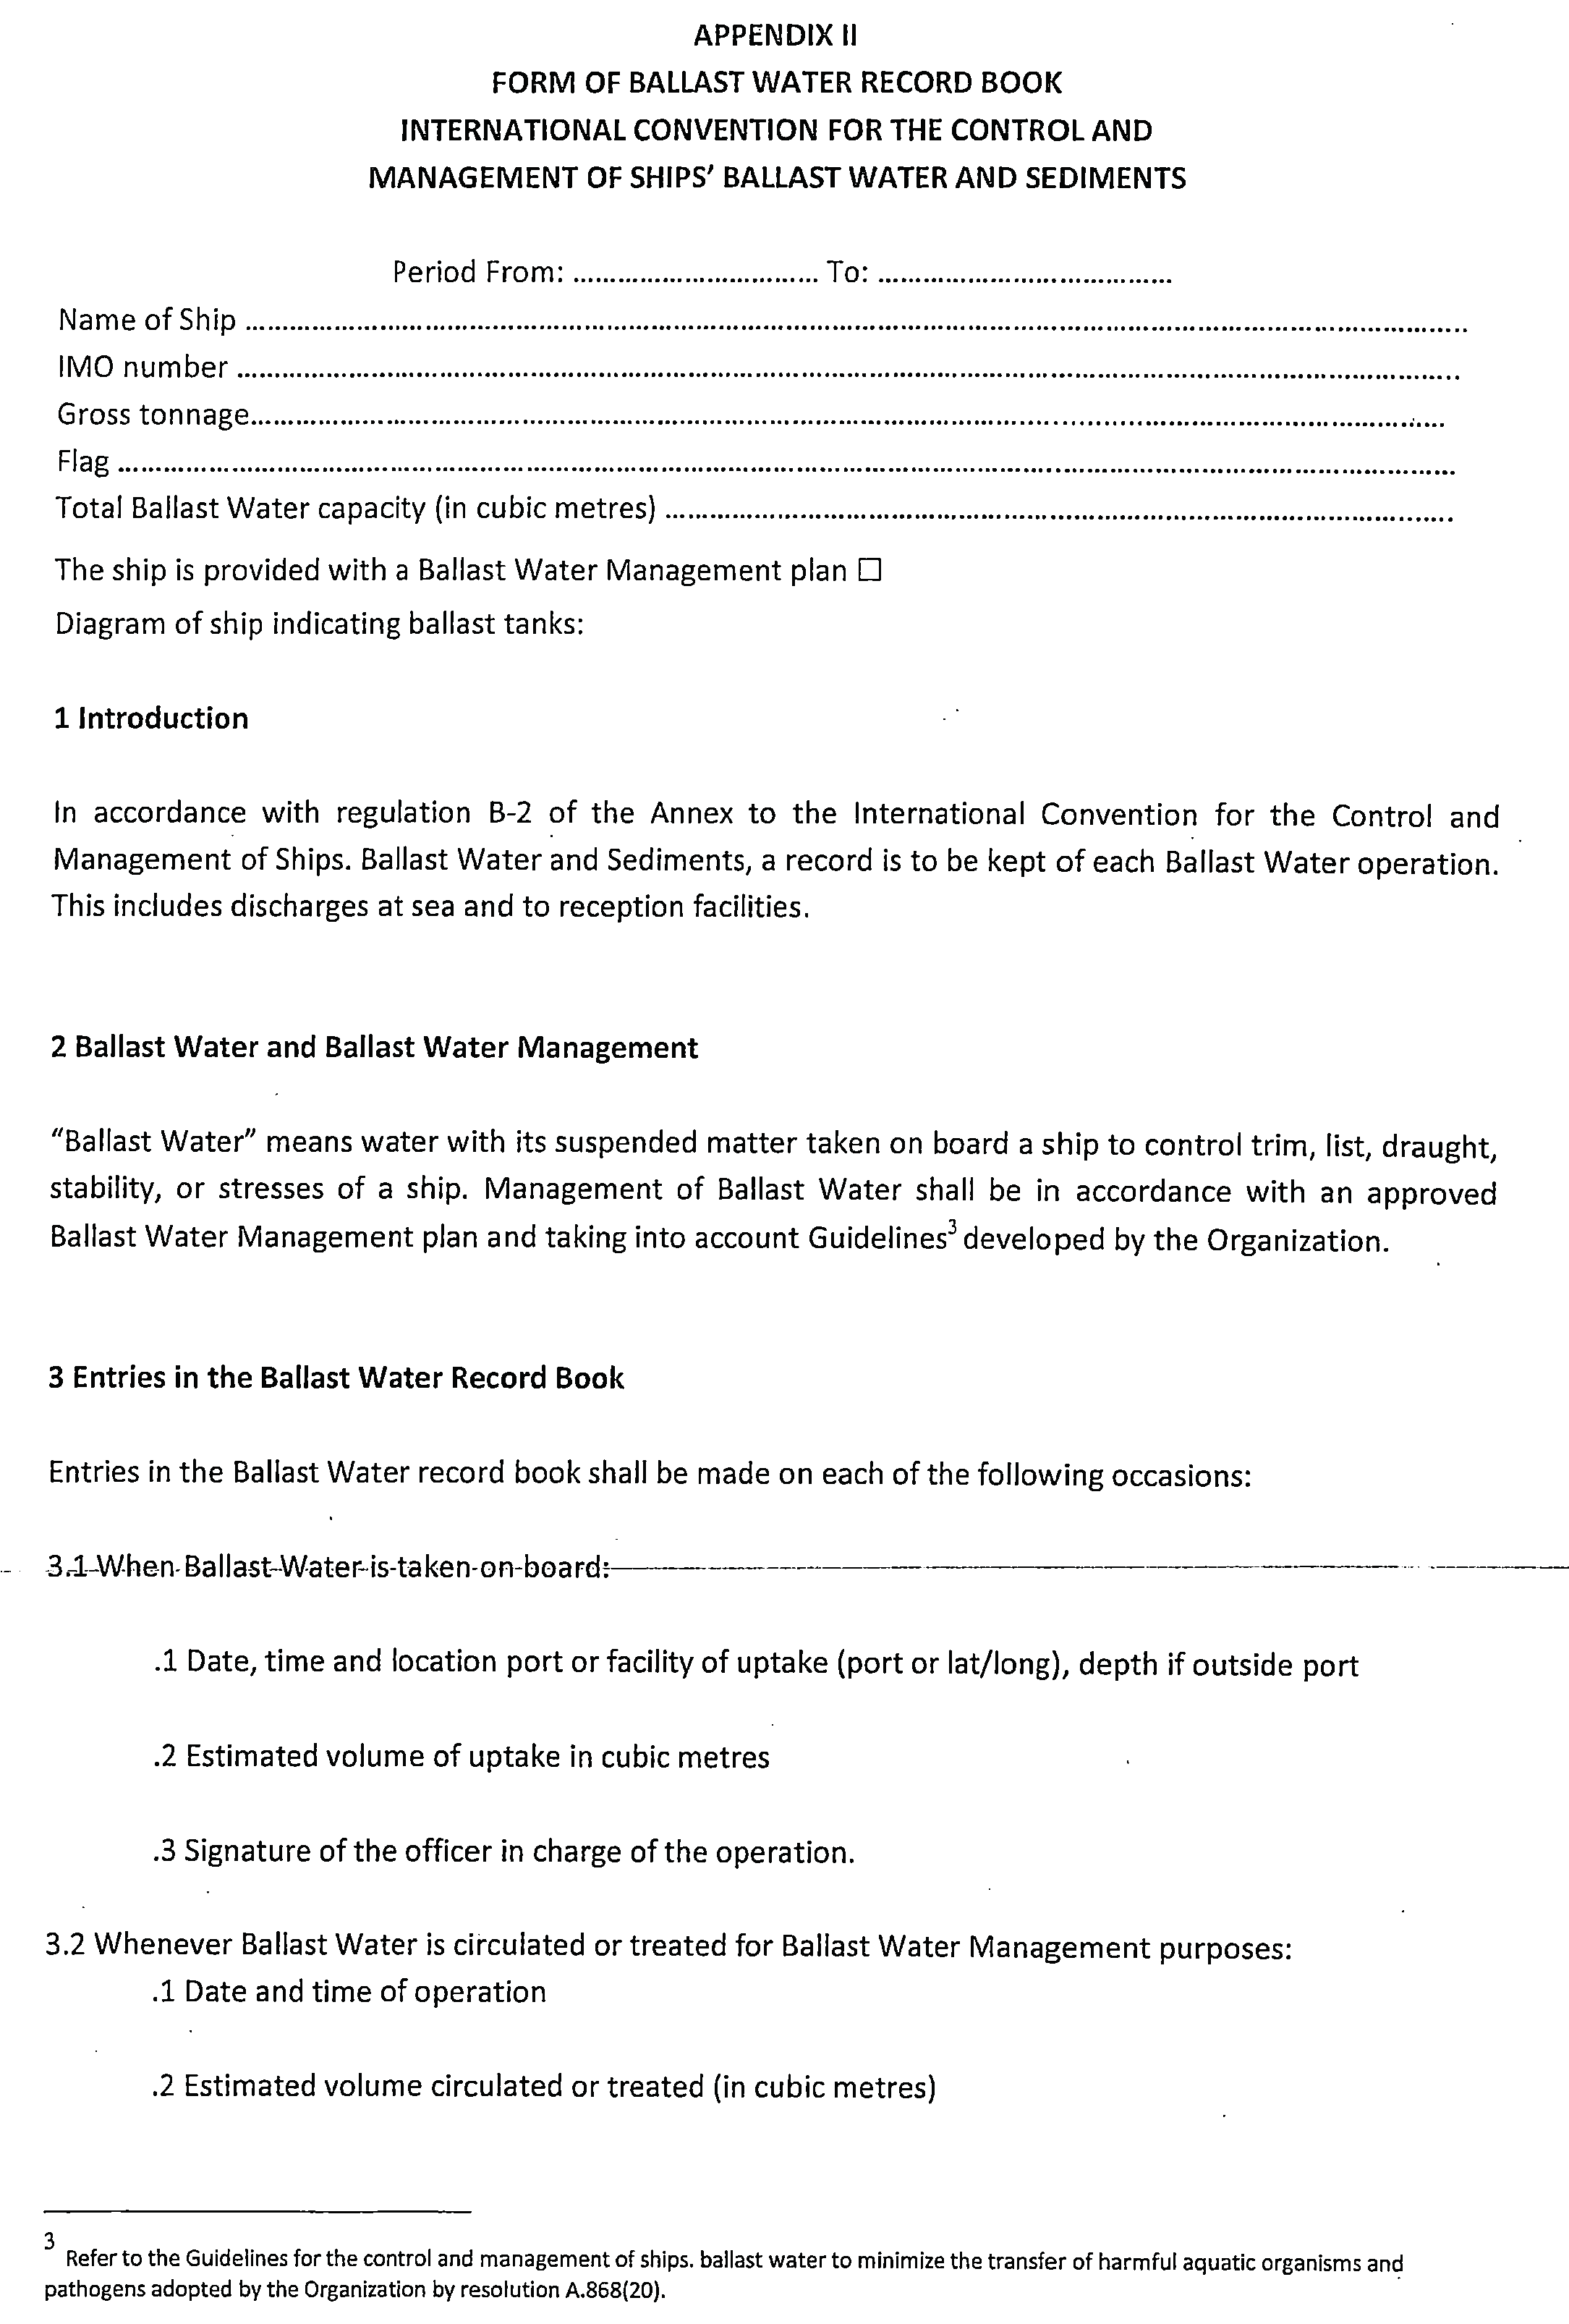 APPENDIX II
FORM OF BALLAST WATER RECORD BOOK
INTERNATIONAL CONVENTION FOR THE CONTROL AND
MANAGEMENT OF SHIPS' BALLAST WATER AND SEDIMENTS
Period From: ................................. To: .......................................
Name of Ship ....................................................................................................
IMO number ....................................................................................................
Gross tonnage....................................................................................................
Flag ....................................................................................................
Total Ballast Water capacity (in cubic metres) ....................................................................................................
The ship is provided with a Ballast Water Management plan ☐
Diagram of ship indicating ballast tanks:
1 Introduction
In accordance with regulation B-2 of the Annex to the International Convention for the Control and
Management of Ships. Ballast Water and Sediments, a record is to be kept of each Ballast Water operation.
This includes discharges at sea and to reception facilities.
2 Ballast Water and Ballast Water Management
"Ballast Water" means water with its suspended matter taken on board a ship to control trim, list, draught,
stability, or stresses of a ship. Management of Ballast Water shall be in accordance with an approved
Ballast Water Management plan and taking into account Guidelines³ developed by the Organization.
3 Entries in the Ballast Water Record Book
Entries in the Ballast Water record book shall be made on each of the following occasions:
3.1 When Ballast Water is taken on board:
.1 Date, time and location port or facility of uptake (port or lat/long), depth if outside port
.2 Estimated volume of uptake in cubic metres
.3 Signature of the officer in charge of the operation.
3.2 Whenever Ballast Water is circulated or treated for Ballast Water Management purposes:
.1 Date and time of operation
.2 Estimated volume circulated or treated (in cubic metres)
3 Refer to the Guidelines for the control and management of ships. ballast water to minimize the transfer of harmful aquatic organisms and
pathogens adopted by the Organization by resolution A.868(20).